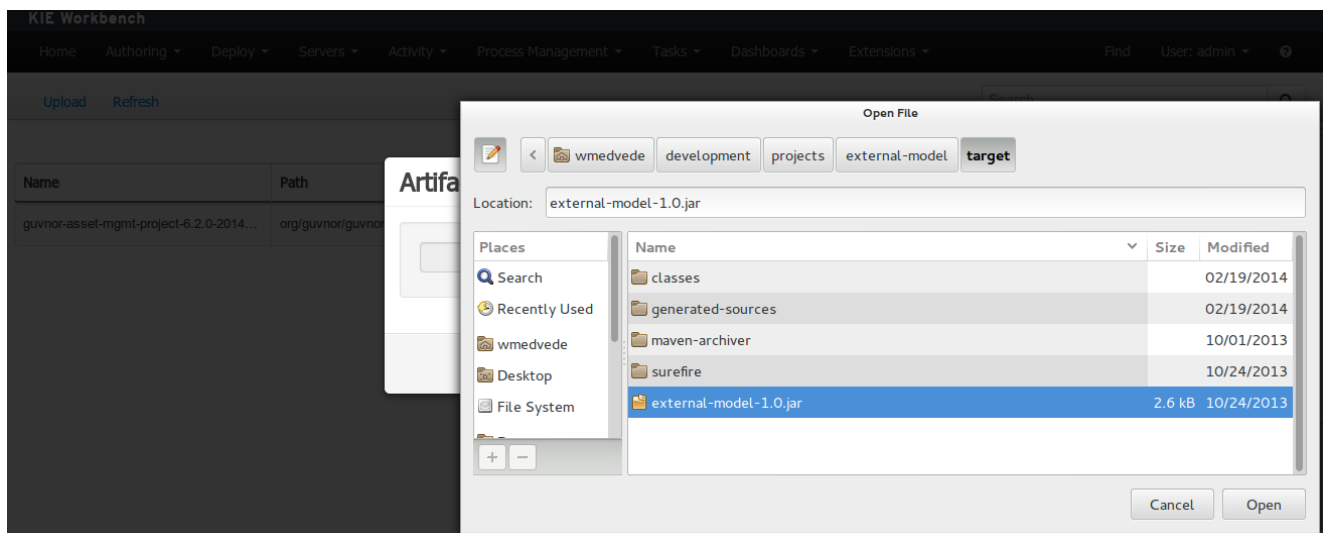 KIE Workbench
Home Authoring Deploy Servers Activity Process Management Tasks Dashboards Extensions Find User: admin
Upload Refresh Search
Open File
wmedvede development projects external-model target
Name Path Artifa
Location: external-model-1.0.jar
guvnor-asset-mgmt-project-6.2.0-2014... org/guvnor/guvno
Places Name Size Modified
Search classes 02/19/2014
Recently Used generated-sources 02/19/2014
wmedvede maven-archiver 10/01/2013
Desktop surefire 10/24/2013
File System external-model-1.0.jar 2.6 kB 10/24/2013
Cancel Open